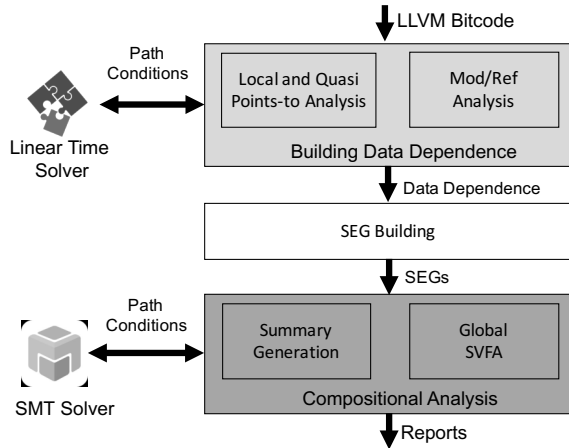 LLVM Bitcode
Path
Conditions
Local and Quasi
Points-to Analysis
Mod/Ref
Analysis
Linear Time
Solver
Building Data Dependence
Data Dependence
SEG Building
SEGs
Path
Conditions
Summary
Generation
Global
SVFA
SMT Solver
Compositional Analysis
Reports